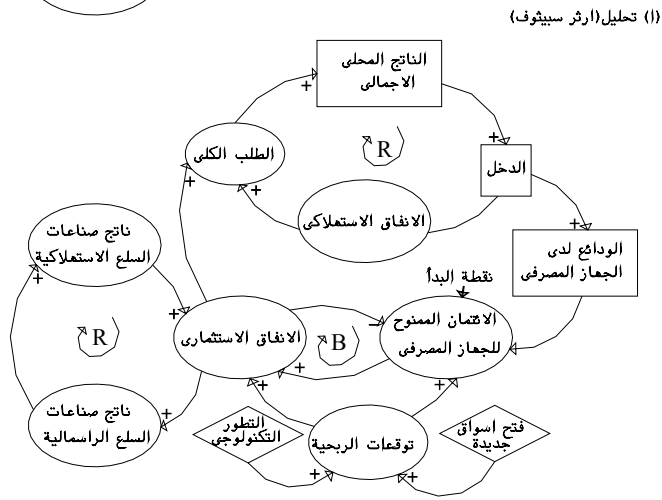 (ا) تحليل(ارثر سبيثوف)
الناتج المحلى
الاجمالى
+
+
الطلب الكلى
R
الدخل
+
+
الانفاق الاستهلاكى
+
ناتج صناعات
السلع الاستهلاكية
الودائع لدى
الجهاز المصرفى
+
نقطة البدأ
+
الائتمان الممنوح
للجهاز المصرفى
–
الانفاق الاستثمارى
B
R
+
+
+
+
ناتج صناعات
السلع الراسمالية
التطور
التكنولوجى
توقعات الربحية
فتح اسواق
جديدة
+
+